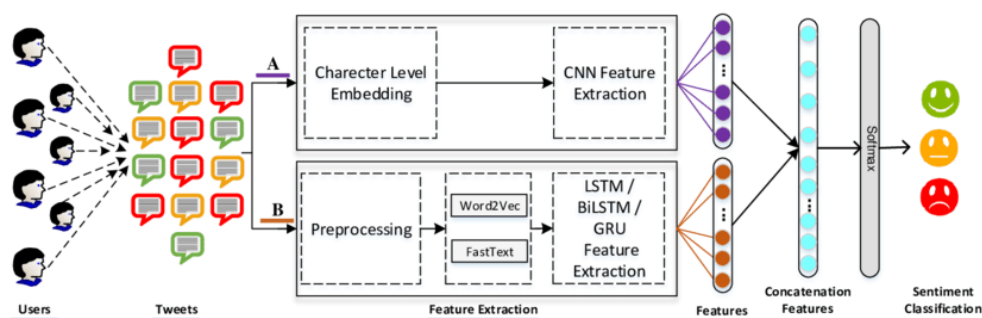 A
Charecter Level
Embedding
CNN Feature
Extraction
B
Preprocessing
Word2Vec
FastText
LSTM /
BiLSTM /
GRU
Feature
Extraction
Softmax
Users
Tweets
Feature Extraction
Features
Concatenation
Features
Sentiment
Classification